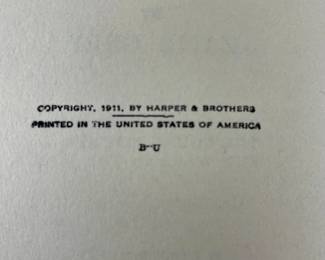 COPYRIGHT, 1911, BY HARPER & BROTHERS
PRINTED IN THE UNITED STATES OF AMERICA
B-U